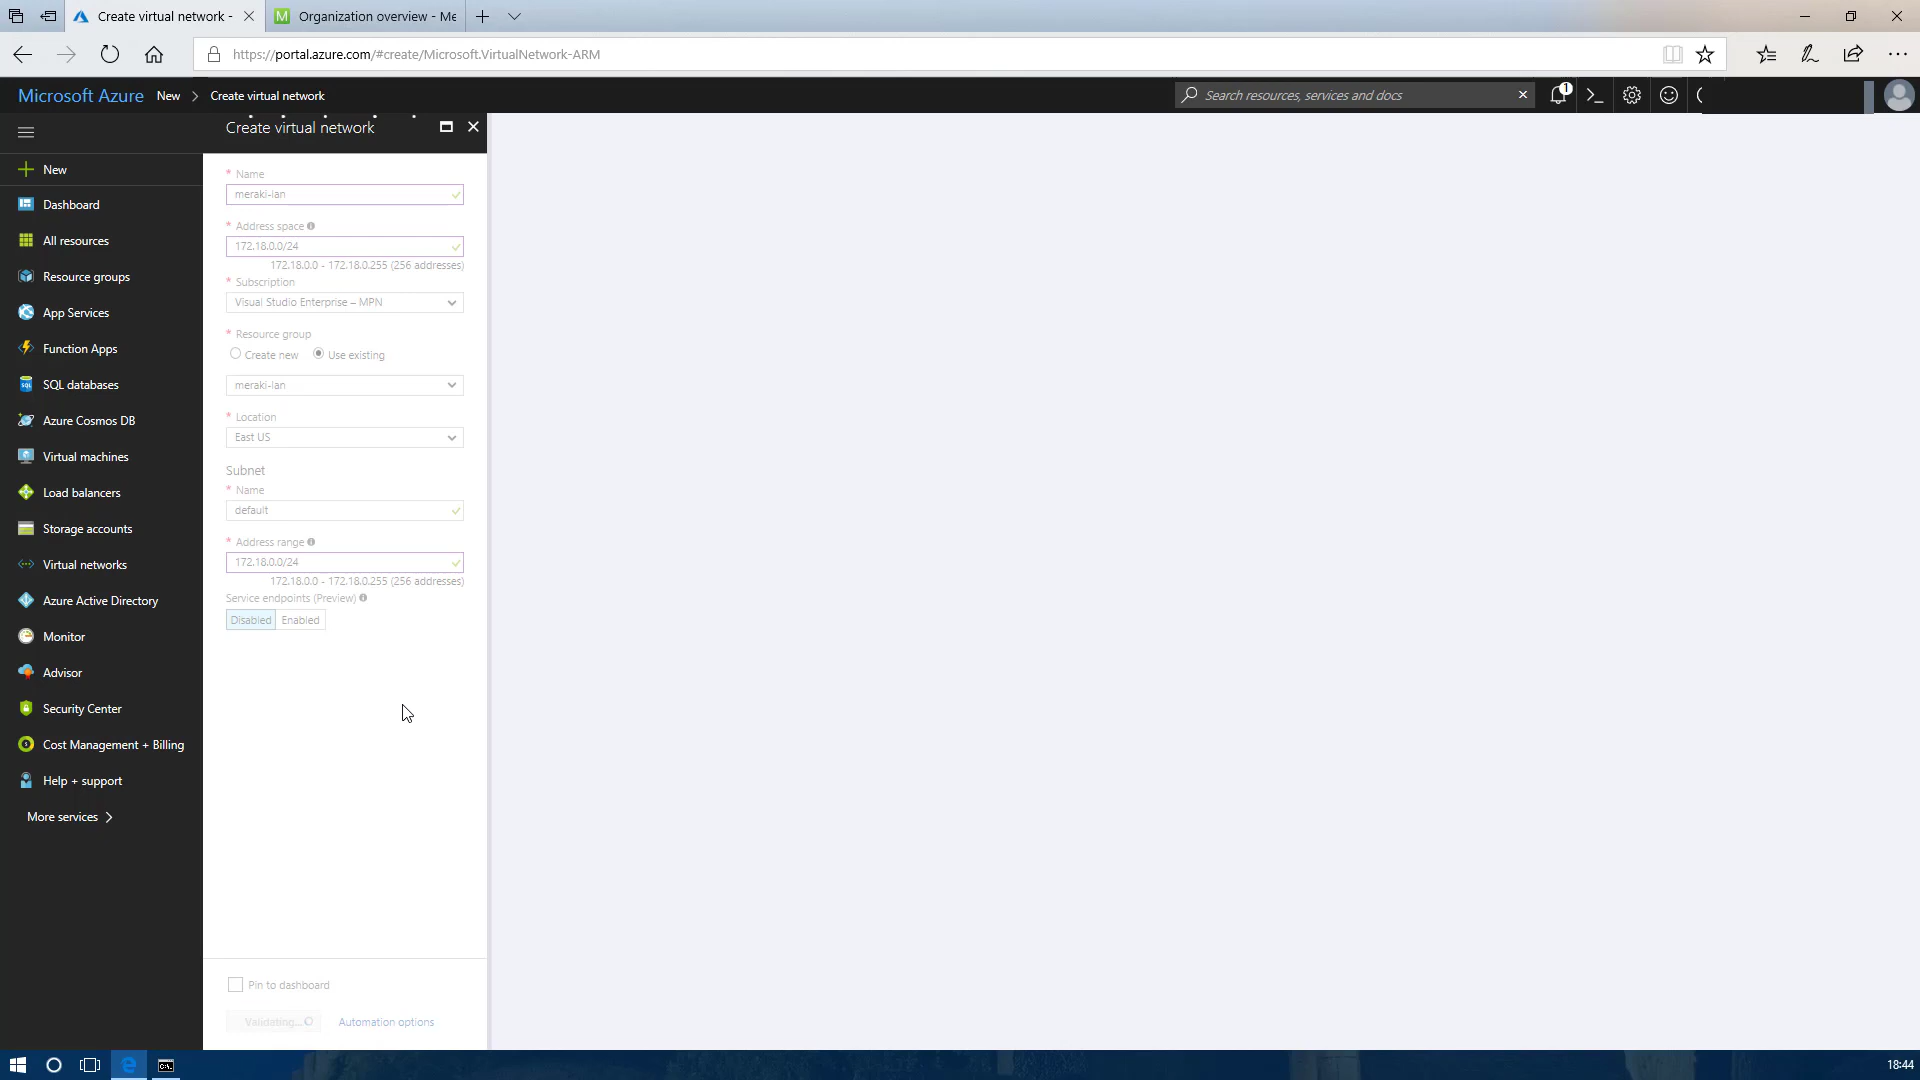 Create virtual network -
Organization overview - Me
https://portal.azure.com/#create/Microsoft.VirtualNetwork-ARM
Microsoft Azure New > Create virtual network
Search resources, services and docs
1
Create virtual network
New
Dashboard
All resources
Resource groups
App Services
Function Apps
SQL databases
Azure Cosmos DB
Virtual machines
Load balancers
Storage accounts
Virtual networks
Azure Active Directory
Monitor
Advisor
Security Center
Cost Management + Billing
Help + support
More services >
* Name
meraki-lan
* Address space
172.18.0.0/24
172.18.0.0 - 172.18.0.255 (256 addresses)
* Subscription
Visual Studio Enterprise – MPN
* Resource group
Create new Use existing
meraki-lan
* Location
East US
Subnet
* Name
default
* Address range
172.18.0.0/24
172.18.0.0 - 172.18.0.255 (256 addresses)
Service endpoints (Preview)
Disabled Enabled
Pin to dashboard
Validating...
Automation options
18:44